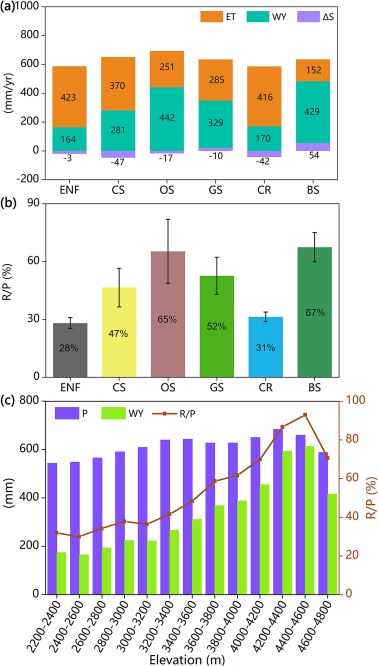 (a)
ET WY ΔS
1000
800
600
400
200
0
-200
(mm/yr)
423 370 251 285 416 152
164 281 442 329 170 429
-3 -47 -17 -10 -42 54
ENF CS OS GS CR BS
(b)
90
60
30
0
R/P (%)
28% 47% 65% 52% 31% 67%
ENF CS OS GS CR BS
(c)
P WY R/P
800
600
400
200
0
(mm)
100
80
60
40
20
0
R/P (%)
2200-2400
2400-2600
2600-2800
2800-3000
3000-3200
3200-3400
3400-3600
3600-3800
3800-4000
4000-4200
4200-4400
4400-4600
4600-4800
Elevation (m)